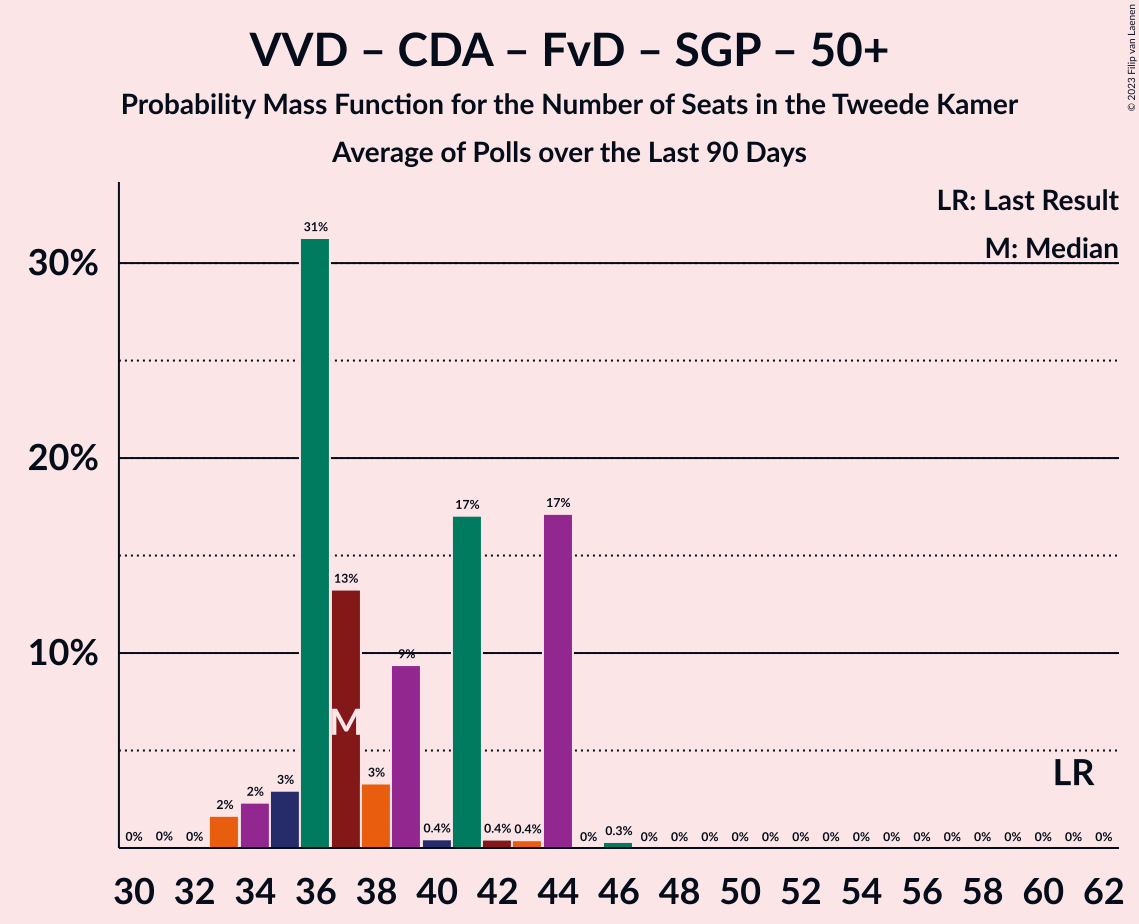 VVD – CDA – FvD – SGP – 50+
Probability Mass Function for the Number of Seats in the Tweede Kamer
Average of Polls over the Last 90 Days
© 2023 Filip van Laenen
LR: Last Result
M: Median
30%
20%
10%
0% 0% 0% 2% 2% 3% 31% 13% 3% 9% 0.4% 17% 0.4% 0.4% 17% 0% 0.3% 0% 0% 0% 0% 0% 0% 0% 0% 0% 0% 0% 0% 0% 0% 0% 0%
M
LR
30 32 34 36 38 40 42 44 46 48 50 52 54 56 58 60 62